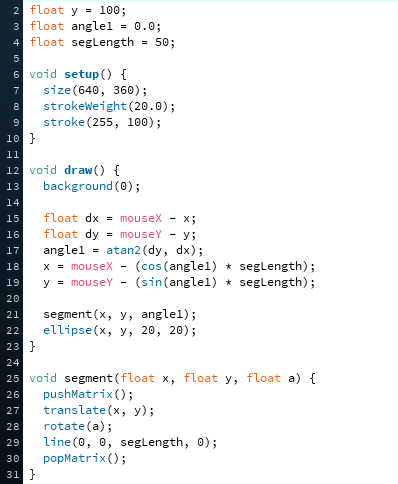 2 float y = 100;
3 float angle1 = 0.0;
4 float segLength = 50;
5
6 void setup() {
7   size(640, 360);
8   strokeWeight(20.0);
9   stroke(255, 100);
10 }
11
12 void draw() {
13   background(0);
14
15   float dx = mouseX - x;
16   float dy = mouseY - y;
17   angle1 = atan2(dy, dx);
18   x = mouseX - (cos(angle1) * segLength);
19   y = mouseY - (sin(angle1) * segLength);
20
21   segment(x, y, angle1);
22   ellipse(x, y, 20, 20);
23 }
24
25 void segment(float x, float y, float a) {
26   pushMatrix();
27   translate(x, y);
28   rotate(a);
29   line(0, 0, segLength, 0);
30   popMatrix();
31 }